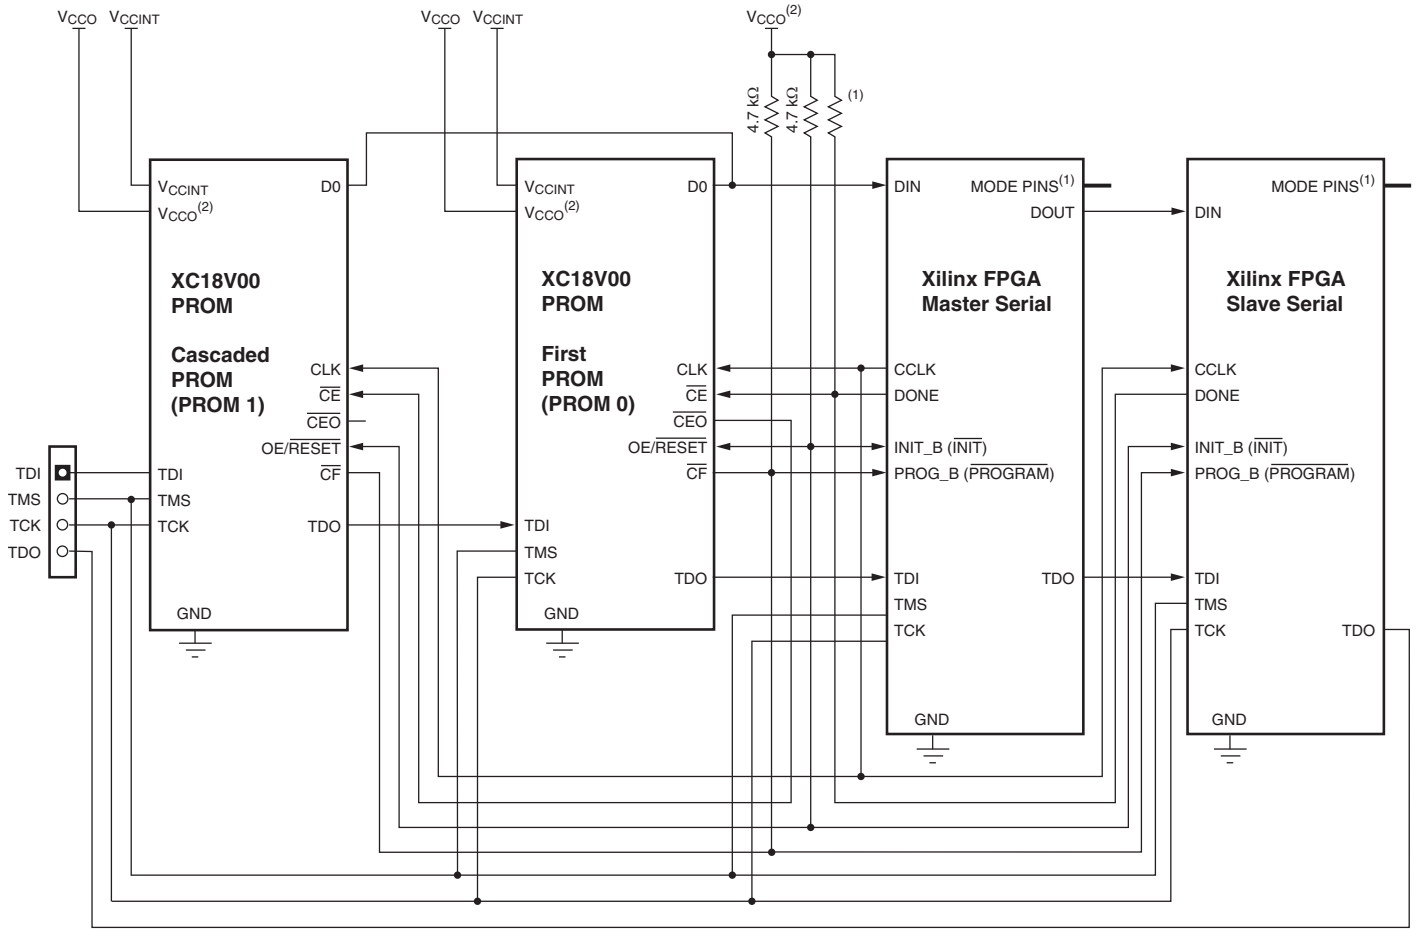 VCCO VCCINT
VCCO VCCINT
VCCO(2)
4.7 kΩ
4.7 kΩ
(1)
VCCINT
VCCO(2)
D0
XC18V00
PROM
Cascaded
PROM
(PROM 1)
CLK
CE
CEO
OE/RESET
CF
TDI
TMS
TCK
TDO
GND
TDI
TMS
TCK
TDO
VCCINT
VCCO(2)
D0
XC18V00
PROM
First
PROM
(PROM 0)
CLK
CE
CEO
OE/RESET
CF
TDI
TMS
TCK
TDO
GND
DIN
MODE PINS(1)
DOUT
Xilinx FPGA
Master Serial
CCLK
DONE
INIT_B (INIT)
PROG_B (PROGRAM)
TDI
TMS
TCK
TDO
GND
MODE PINS(1)
DIN
Xilinx FPGA
Slave Serial
CCLK
DONE
INIT_B (INIT)
PROG_B (PROGRAM)
TDI
TMS
TCK
TDO
GND